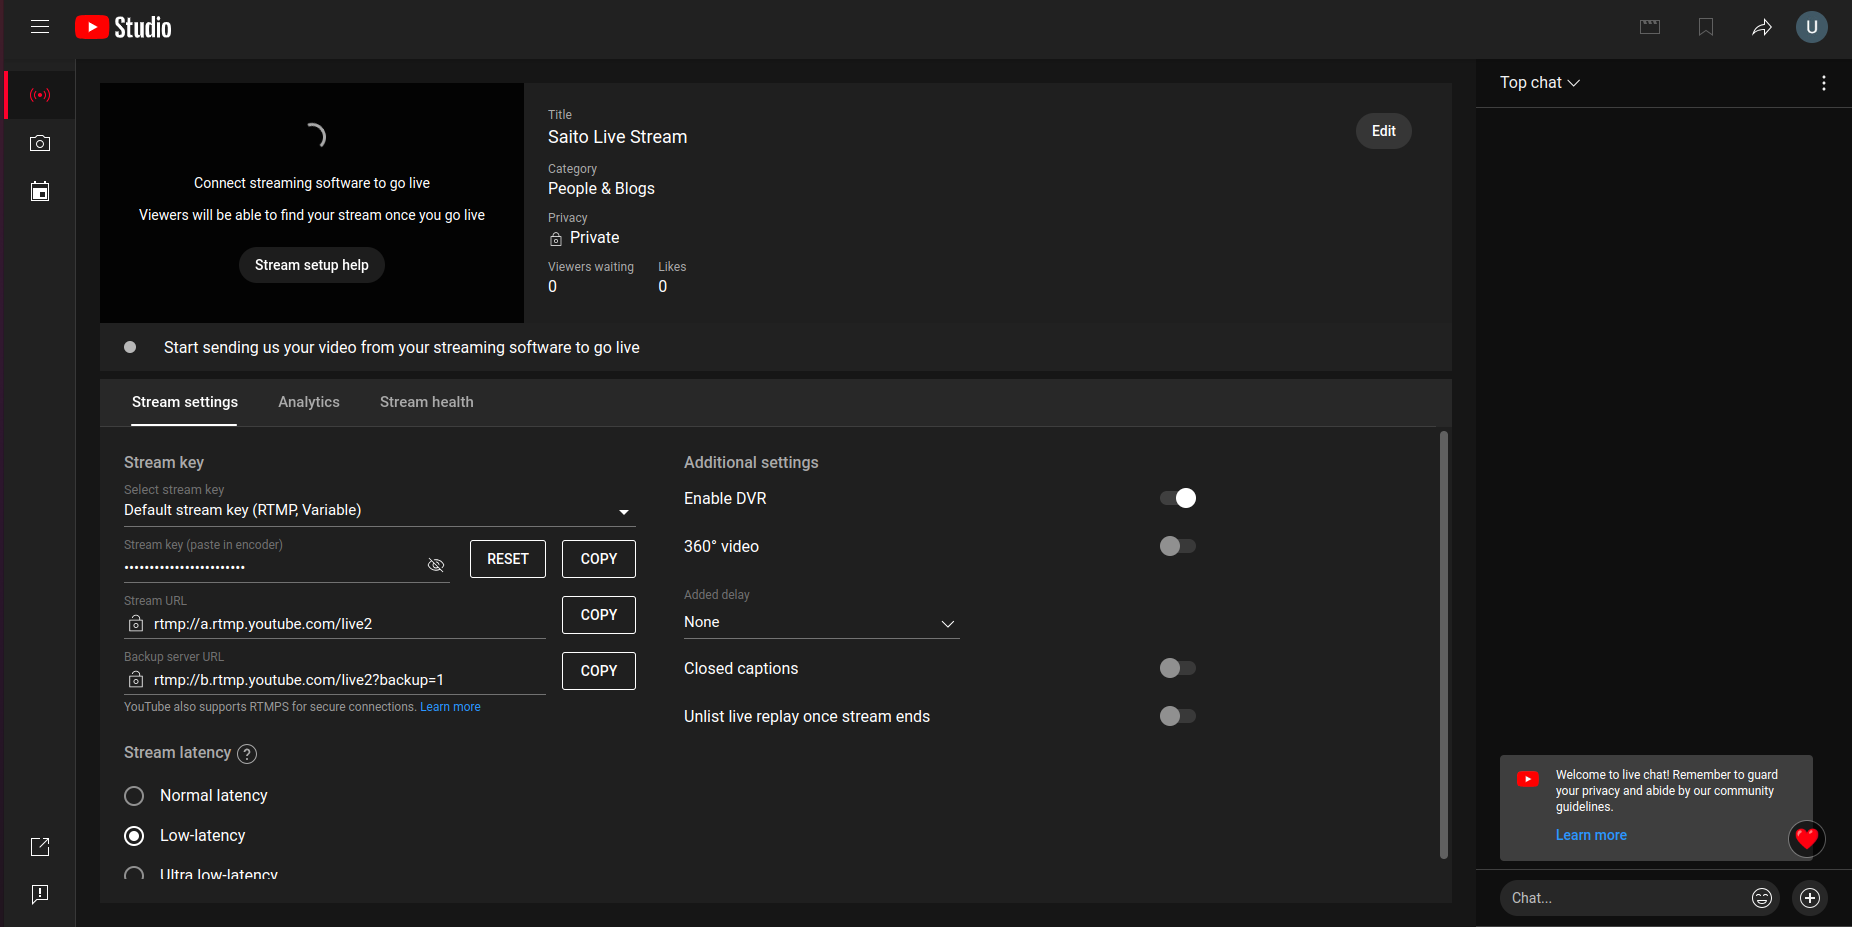 Studio
U
Connect streaming software to go live
Viewers will be able to find your stream once you go live
Stream setup help
Title
Saito Live Stream
Edit
Category
People & Blogs
Privacy
Private
Viewers waiting
Likes
0
0
Start sending us your video from your streaming software to go live
Stream settings
Analytics
Stream health
Stream key
Select stream key
Default stream key (RTMP, Variable)
Stream key (paste in encoder)
••••••••••••••••••••••••
RESET
COPY
Stream URL
rtmp://a.rtmp.youtube.com/live2
COPY
Backup server URL
rtmp://b.rtmp.youtube.com/live2?backup=1
COPY
YouTube also supports RTMPS for secure connections. Learn more
Stream latency
?
Normal latency
Low-latency
Ultra low-latency
Additional settings
Enable DVR
360° video
Added delay
None
Closed captions
Unlist live replay once stream ends
Top chat
Welcome to live chat! Remember to guard
your privacy and abide by our community
guidelines.
Learn more
Chat...